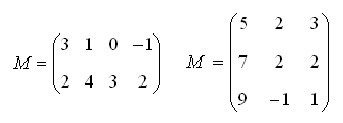 M = (3 1 0 −1
2 4 3 2)
M = (5 2 3
7 2 2
9 −1 1)